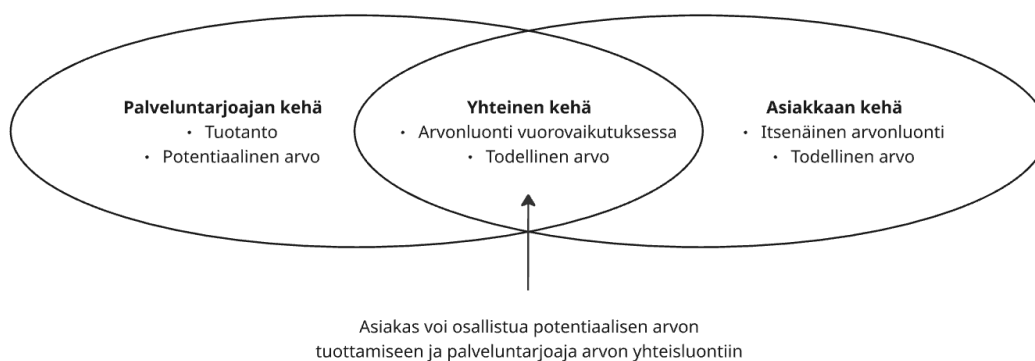 Palveluntarjoajan kehä
• Tuotanto
• Potentiaalinen arvo
Yhteinen kehä
• Arvonluonti vuorovaikutuksessa
• Todellinen arvo
Asiakkaan kehä
• Itsenäinen arvonluonti
• Todellinen arvo
Asiakas voi osallistua potentiaalisen arvon
tuottamiseen ja palveluntarjoaja arvon yhteisluontiin